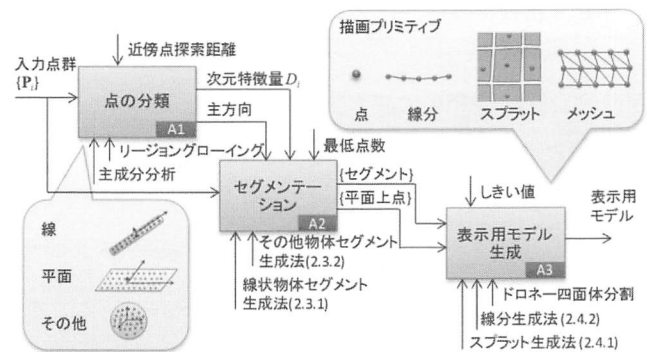 描画プリミティブ
点
線分
スプラット
メッシュ
近傍点探索距離
入力点群
{Pi}
点の分類
A1
次元特徴量Di
主方向
リージョングローイング
主成分分析
最低点数
セグメンテー
ション
A2
{セグメント}
{平面上点}
その他物体セグメント
生成法(2.3.2)
線状物体セグメント
生成法(2.3.1)
しきい値
表示用モデル
生成
A3
表示用
モデル
ドロネー四面体分割
線分生成法(2.4.2)
スプラット生成法(2.4.1)
線
平面
その他